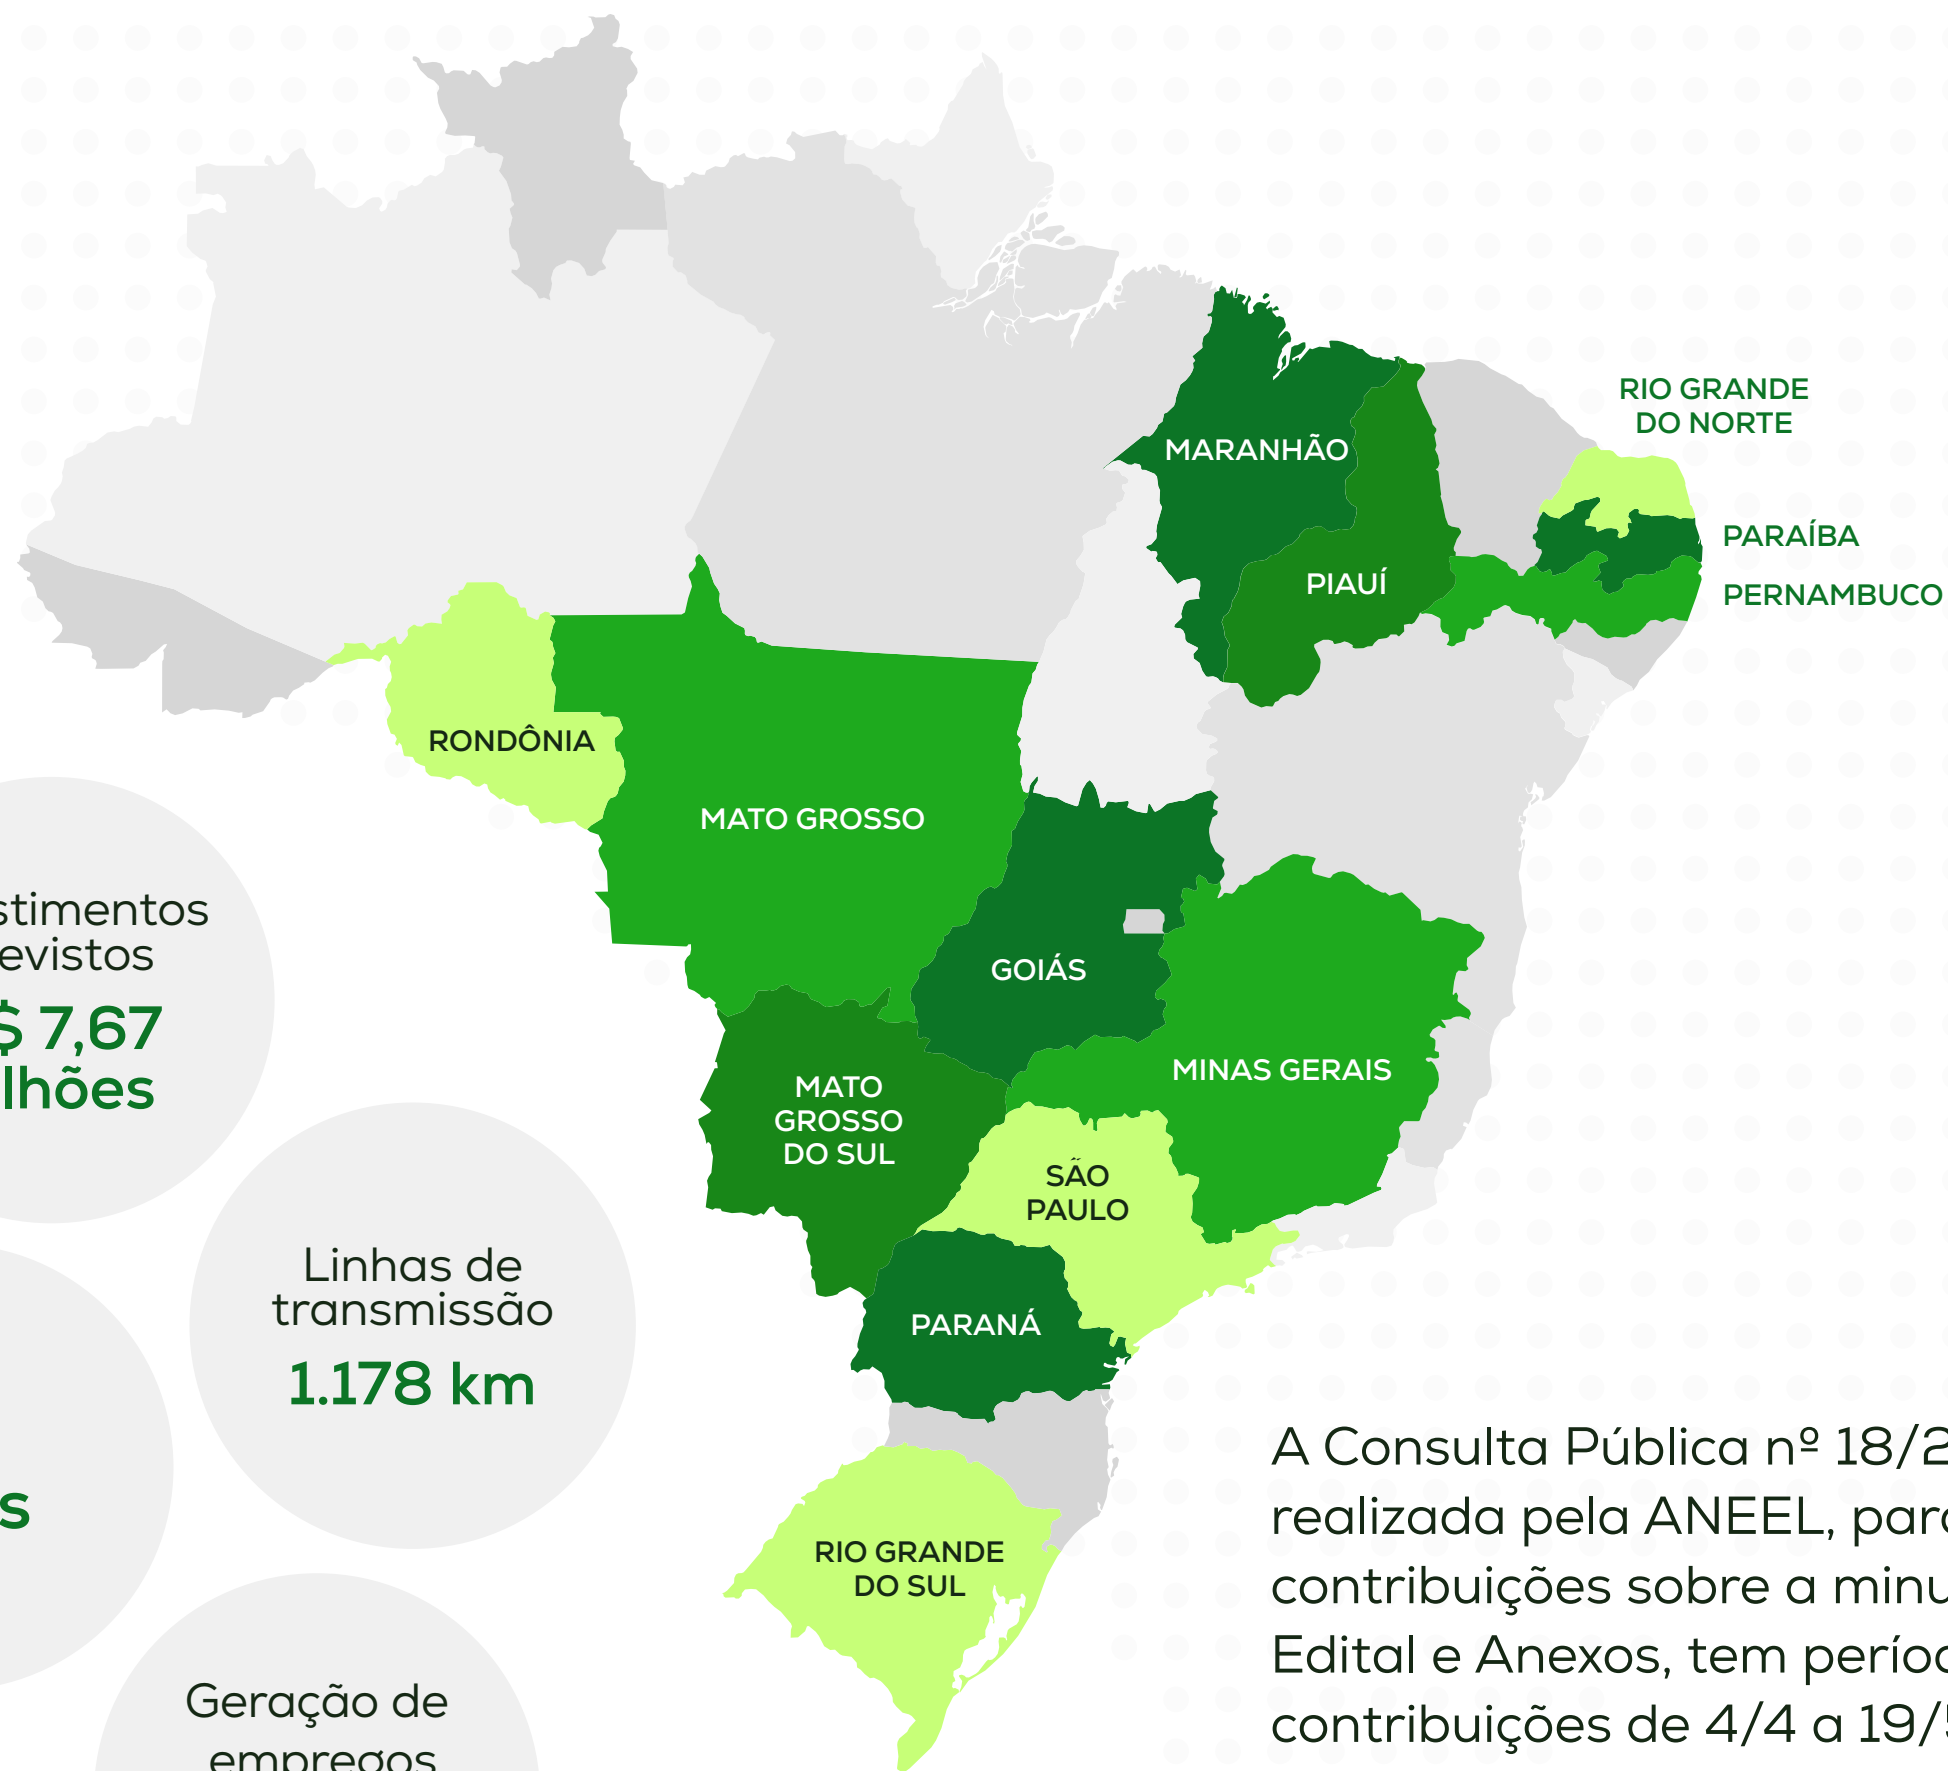 RIO GRANDE
DO NORTE
MARANHÃO
PARAÍBA
PIAUÍ
PERNAMBUCO
RONDÔNIA
MATO GROSSO
GOIÁS
MINAS GERAIS
MATO
GROSSO
DO SUL
SÃO
PAULO
PARANÁ
RIO GRANDE
DO SUL
stimentos
evistos
$ 7,67
lhões
Linhas de
transmissão
1.178 km
s
Geração de
empregos
A Consulta Pública nº 18/2
realizada pela ANEEL, para
contribuições sobre a minu
Edital e Anexos, tem períod
contribuições de 4/4 a 19/5